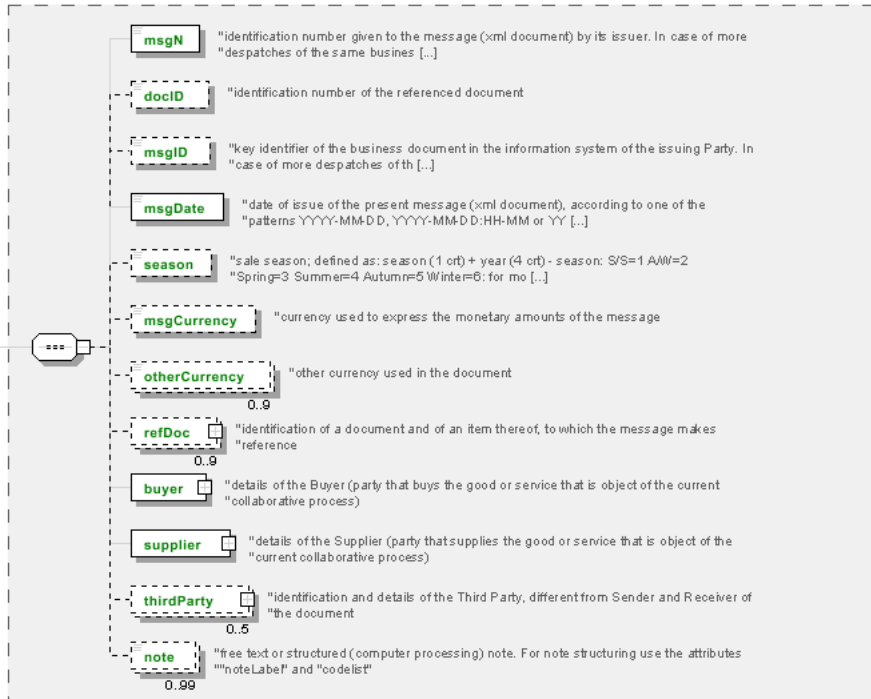 msgN
"identification number given to the message (xml document) by its issuer. In case of more
"despatches of the same busines [...]
docID
"identification number of the referenced document
msgID
"key identifier of the business document in the information system of the issuing Party. In
"case of more despatches of th [...]
msgDate
"date of issue of the present message (xml document), according to one of the
"patterns YYYY-MM-DD, YYYY-MM-DD:HH-MM or YY [...]
season
"sale season; defined as: season (1 crt) + year (4 crt) - season: S/S=1 A/W=2
"Spring=3 Summer=4 Autumn=5 Winter=6: for mo [...]
msgCurrency
"currency used to express the monetary amounts of the message
otherCurrency
"other currency used in the document
0..9
refDoc
"identification of a document and of an item thereof, to which the message makes
"reference
0..9
buyer
"details of the Buyer (party that buys the good or service that is object of the current
"collaborative process)
supplier
"details of the Supplier (party that supplies the good or service that is object of the
"current collaborative process)
thirdParty
"identification and details of the Third Party, different from Sender and Receiver of
"the document
0..5
note
"free text or structured (computer processing) note. For note structuring use the attributes
""noteLabel" and "codelist"
0..99